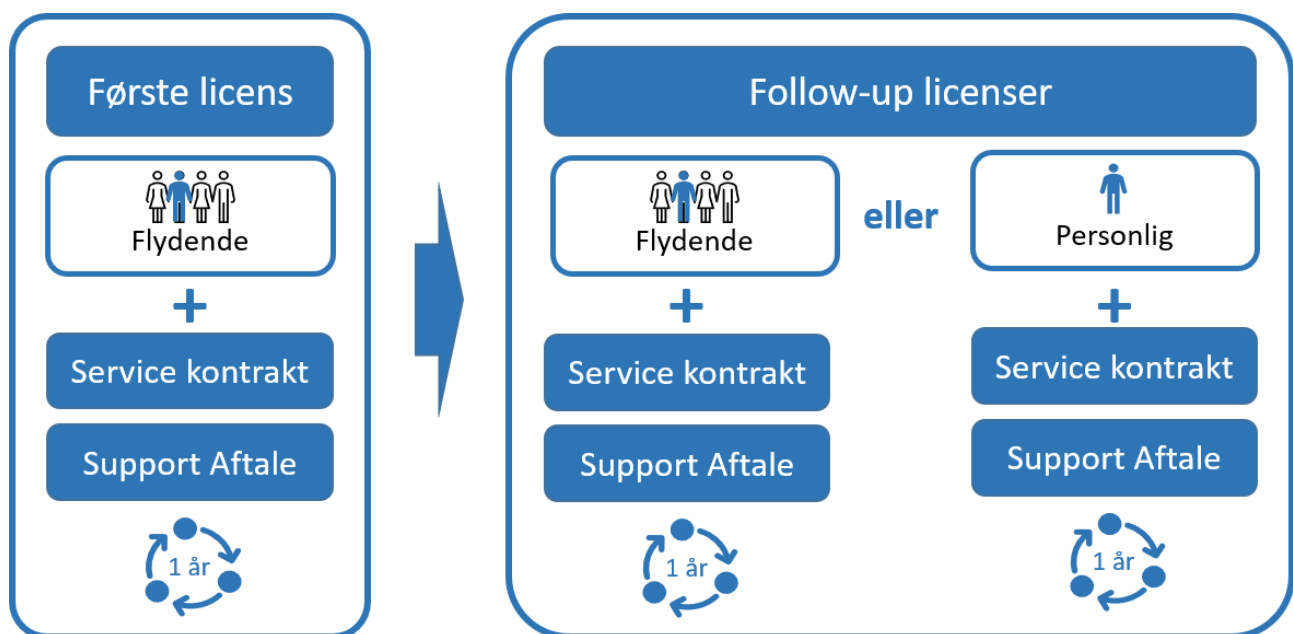 Første licens
Flydende
+
Service kontrakt
Support Aftale
1 år
Follow-up licenser
Flydende
+
Service kontrakt
Support Aftale
1 år
eller
Personlig
+
Service kontrakt
Support Aftale
1 år